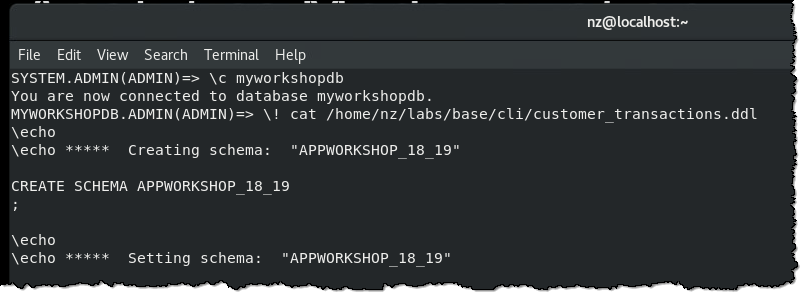 nz@localhost:~
File Edit View Search Terminal Help
SYSTEM.ADMIN(ADMIN)=> \c myworkshopdb
You are now connected to database myworkshopdb.
MYWORKSHOPDB.ADMIN(ADMIN)=> \! cat /home/nz/labs/base/cli/customer_transactions.ddl
\echo
\echo *****  Creating schema:  "APPWORKSHOP_18_19"
CREATE SCHEMA APPWORKSHOP_18_19
;
\echo
\echo *****  Setting schema:  "APPWORKSHOP_18_19"